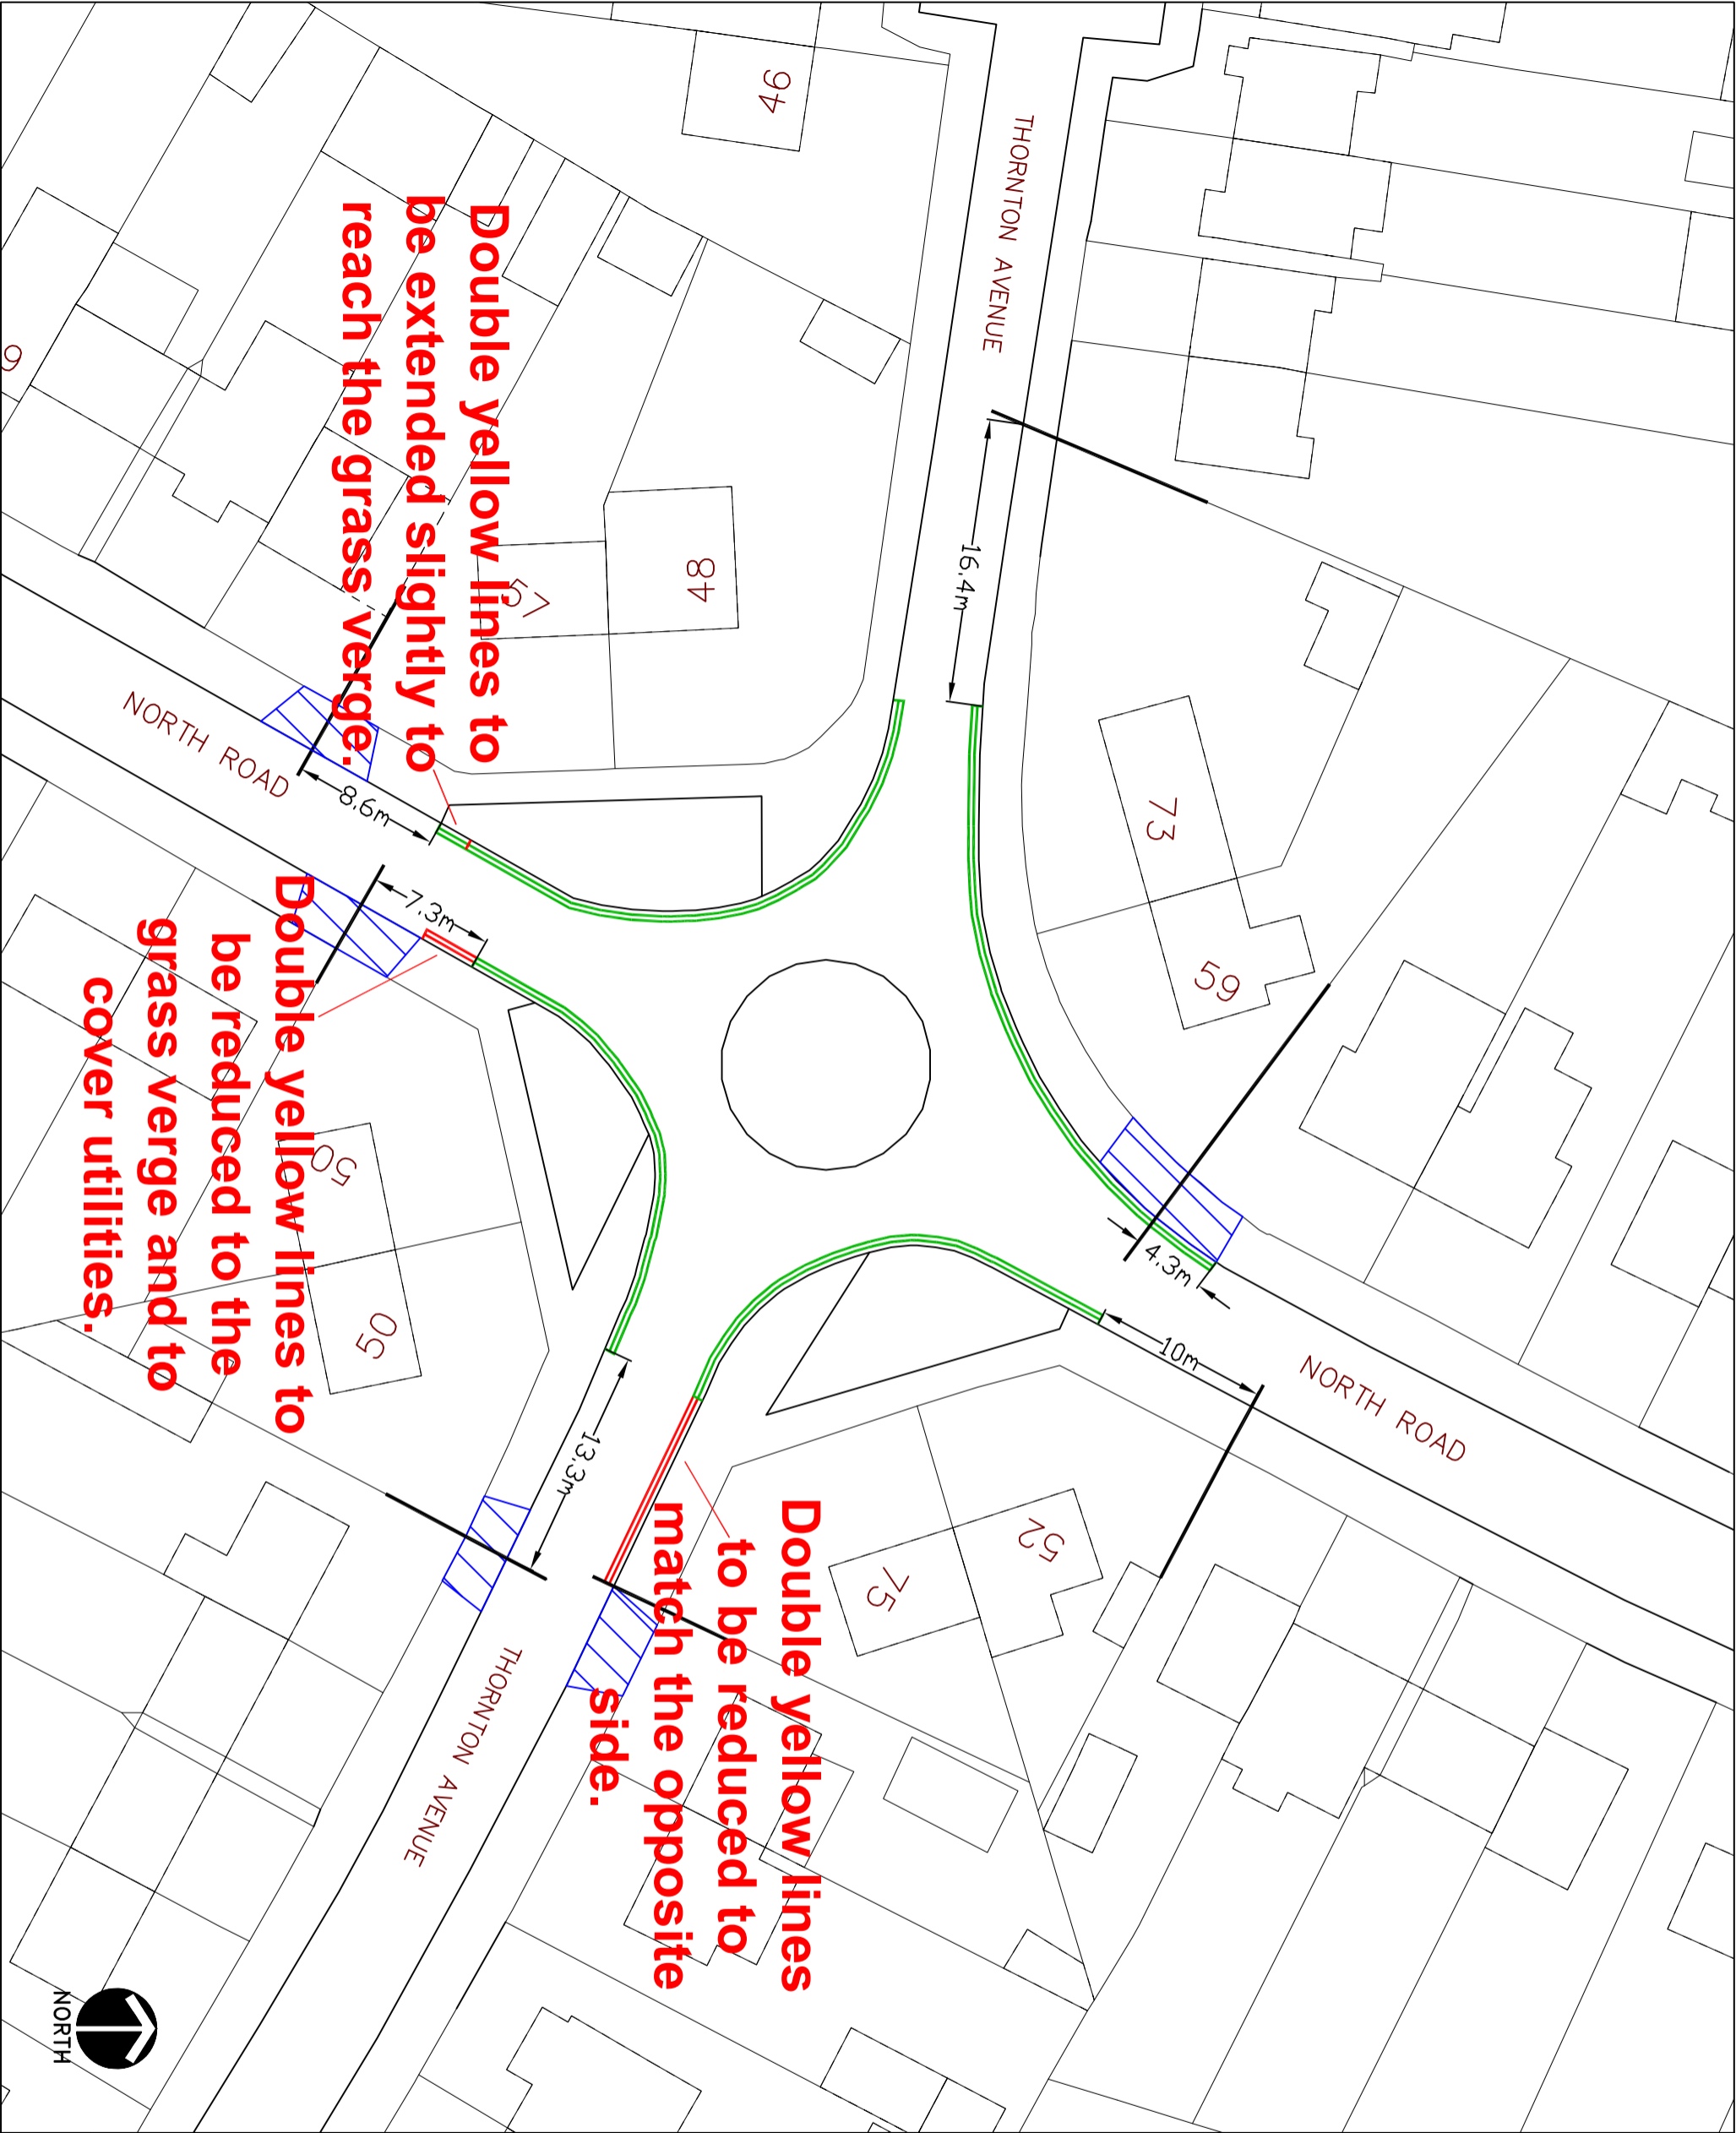 46
THORNTON AVENUE
Double yellow lines to
be extended slightly to
reach the grass verge.
9
57
48
16.4m
NORTH ROAD
8.6m
7.3m
73
59
Double yellow lines to
be reduced to the
grass verge and to
cover utilities.
50
50
4.3m
10m
NORTH ROAD
13.3m
52
75
Double yellow lines
to be reduced to
match the opposite
side.
THORNTON AVENUE
NORTH